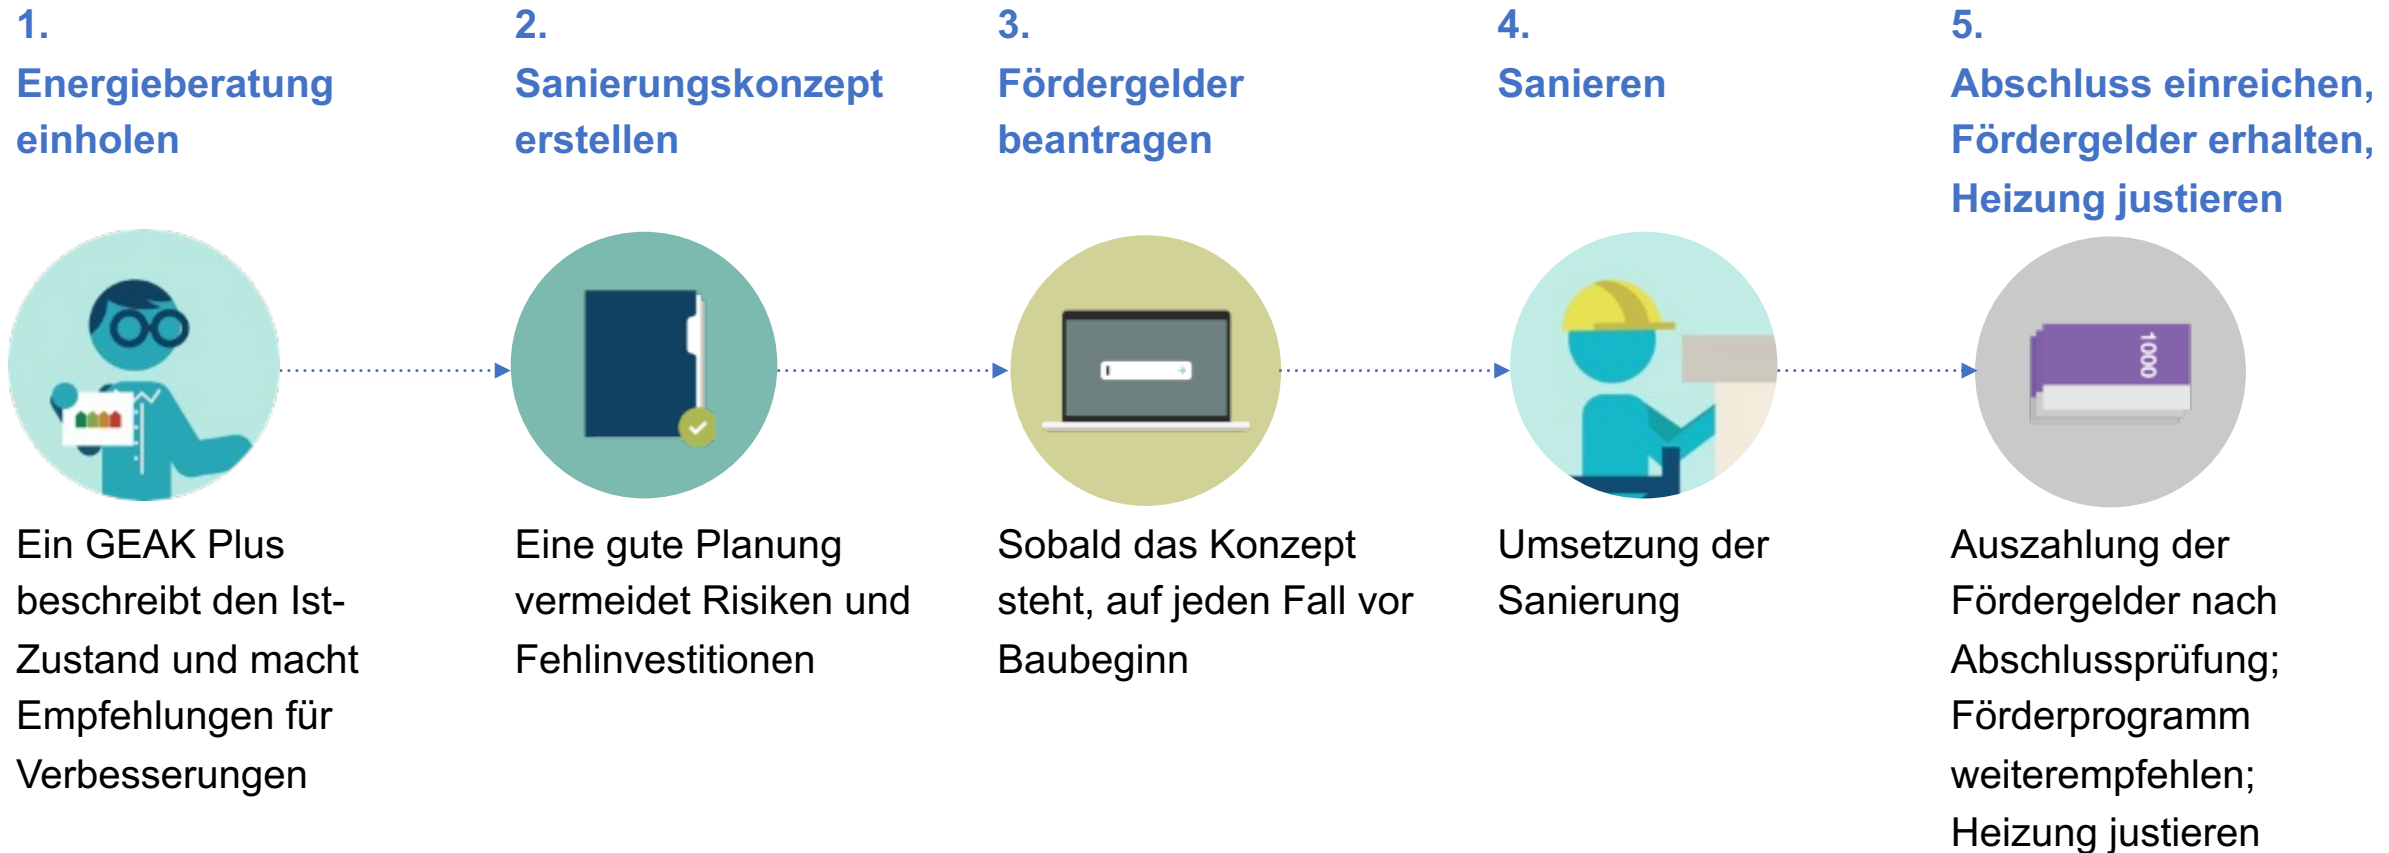 1.
Energieberatung
einholen
2.
Sanierungskonzept
erstellen
3.
Fördergelder
beantragen
4.
Sanieren
5.
Abschluss einreichen,
Fördergelder erhalten,
Heizung justieren
1000
Ein GEAK Plus
beschreibt den Ist-
Zustand und macht
Empfehlungen für
Verbesserungen
Eine gute Planung
vermeidet Risiken und
Fehlinvestitionen
Sobald das Konzept
steht, auf jeden Fall vor
Baubeginn
Umsetzung der
Sanierung
Auszahlung der
Fördergelder nach
Abschlussprüfung;
Förderprogramm
weiterempfehlen;
Heizung justieren